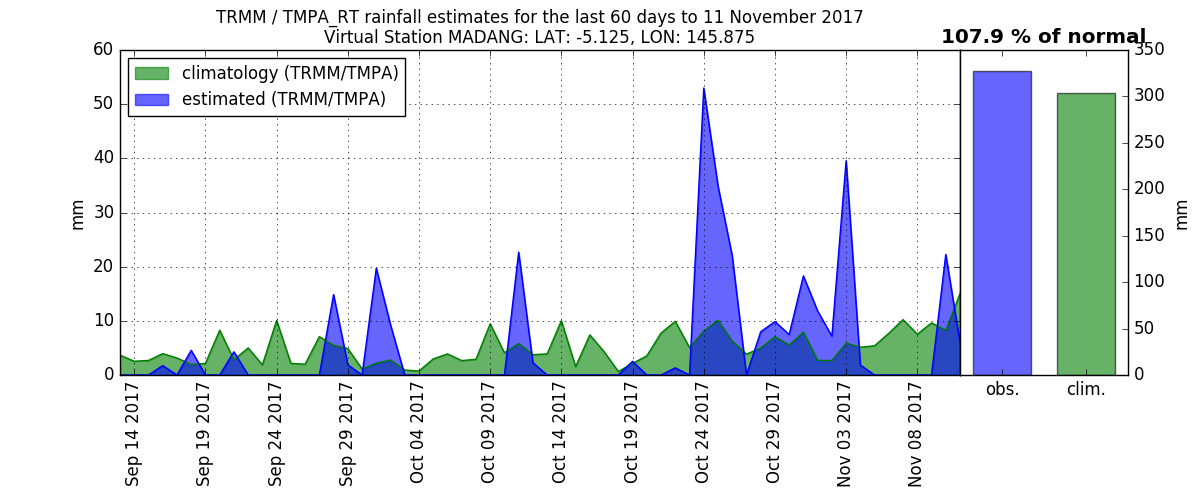 TRMM / TMPA_RT rainfall estimates for the last 60 days to 11 November 2017
Virtual Station MADANG: LAT: -5.125, LON: 145.875
107.9 % of normal
climatology (TRMM/TMPA)
estimated (TRMM/TMPA)
60
50
40
30
20
10
0
mm
Sep 14 2017
Sep 19 2017
Sep 24 2017
Sep 29 2017
Oct 04 2017
Oct 09 2017
Oct 14 2017
Oct 19 2017
Oct 24 2017
Oct 29 2017
Nov 03 2017
Nov 08 2017
obs.
clim.
350
300
250
200
150
100
50
0
mm